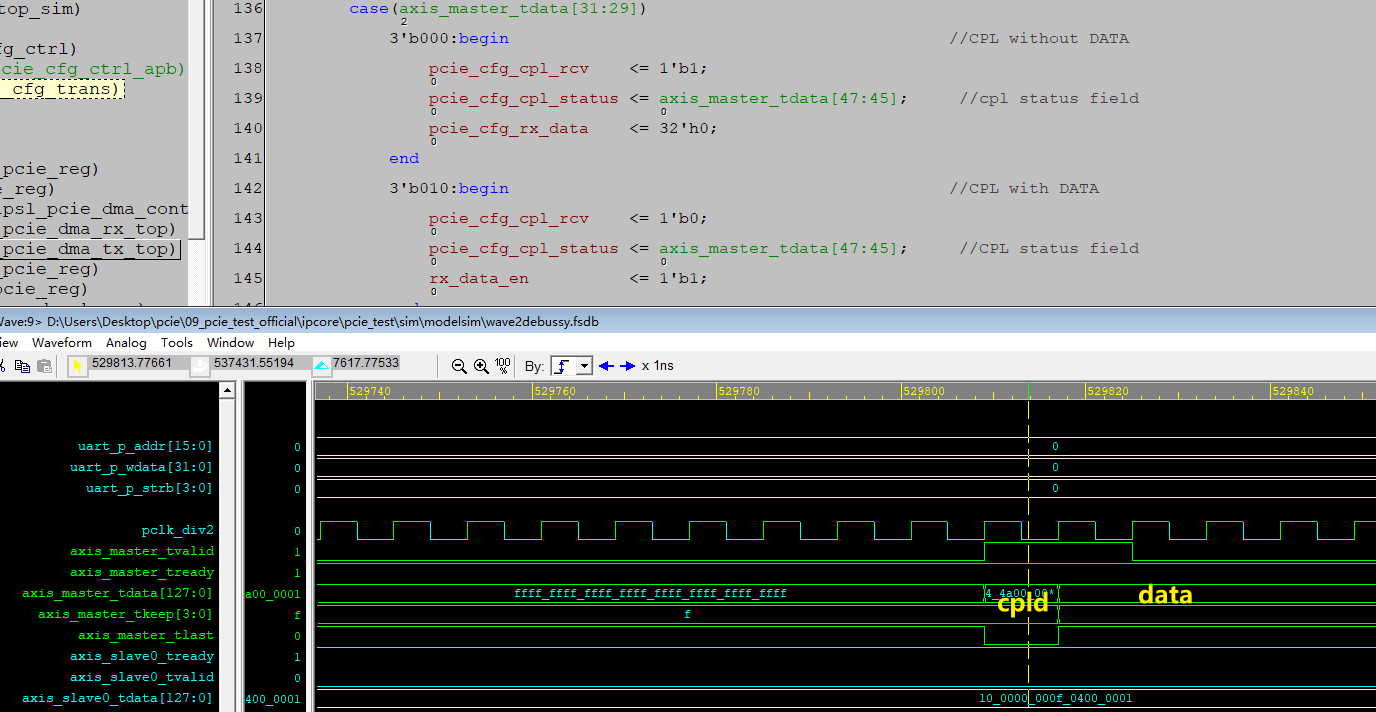 top_sim)
fg_ctrl)
cie_cfg_ctrl_apb)
_cfg_trans)
pcie_reg)
e_reg)
ipsl_pcie_dma_cont
pcie_dma_rx_top)
pcie_dma_tx_top)
pcie_reg)
pcie_reg)
136 case(axis_master_tdata[31:29])
2
137 3'b000:begin //CPL without DATA
138 pcie_cfg_cpl_rcv <= 1'b1;
0
139 pcie_cfg_cpl_status <= axis_master_tdata[47:45]; //cpl status field
0 0
140 pcie_cfg_rx_data <= 32'h0;
0
141 end
142 3'b010:begin //CPL with DATA
143 pcie_cfg_cpl_rcv <= 1'b0;
0
144 pcie_cfg_cpl_status <= axis_master_tdata[47:45]; //CPL status field
0 0
145 rx_data_en <= 1'b1;
0
Wave:9> D:\Users\Desktop\pcie\09_pcie_test_official\ipcore\pcie_test\sim\modelsim\wave2debussy.fsdb
iew Waveform Analog Tools Window Help
529813.77661 537431.55194 7617.77533 100% By: x 1ns
529740 529760 529780 529800 529820 529840
uart_p_addr[15:0] 0 0
uart_p_wdata[31:0] 0 0
uart_p_strb[3:0] 0 0
pclk_div2 0
axis_master_tvalid 1
axis_master_tready 1
axis_master_tdata[127:0] a00_0001 ffff_ffff_ffff_ffff_ffff_ffff_ffff_ffff 4_4a00_00* data
axis_master_tkeep[3:0] f f cpld
axis_master_tlast 0
axis_slave0_tready 1
axis_slave0_tvalid 0
axis_slave0_tdata[127:0] 400_0001 10_0000_000f_0400_0001